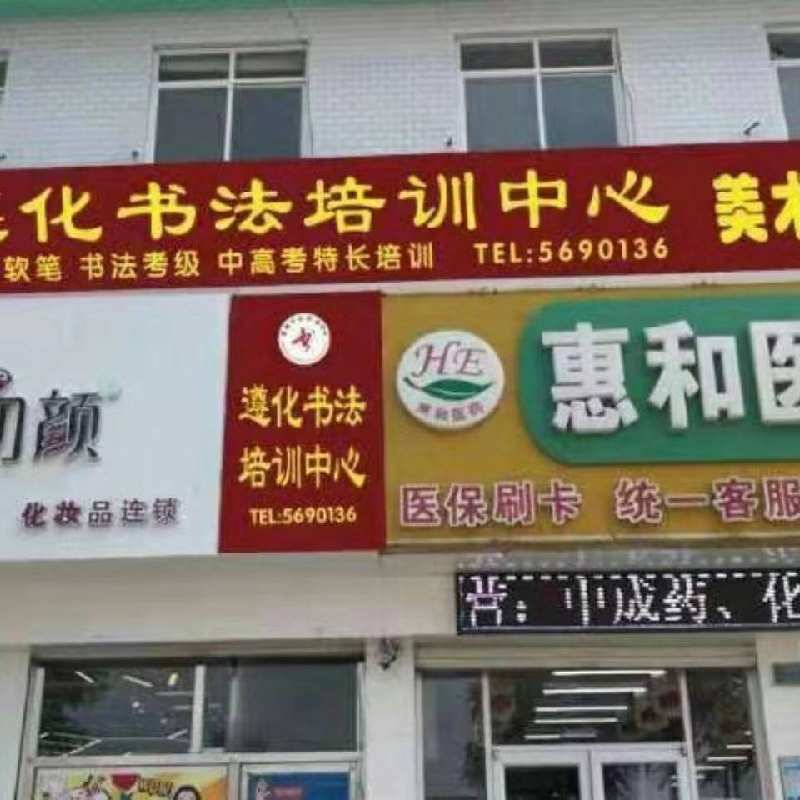 遵化书法培训中心 美术
软笔 书法考级 中高考特长培训 TEL:5690136
颜
化妆品连锁
遵化书法
培训中心
TEL:5690136
HE
惠和医
医保刷卡 统一客服
营：中成药、化